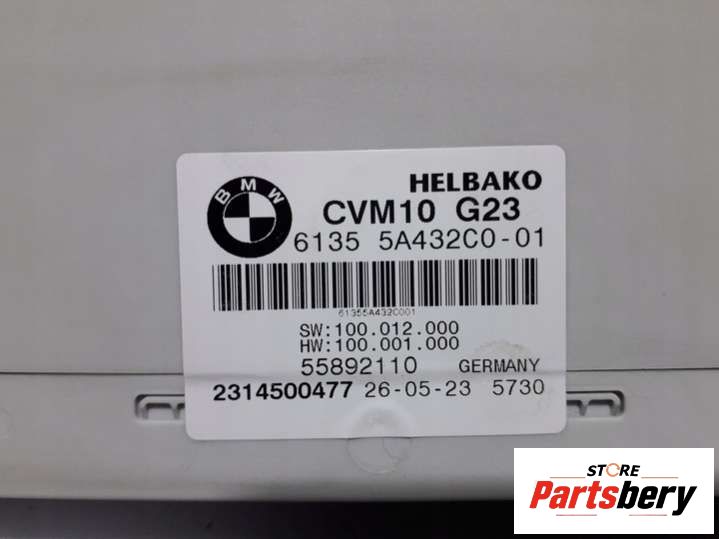 BMW
HELBAKO
CVM10 G23
6135 5A432C0-01
61355A432C001
SW:100.012.000
HW:100.001.000
55892110 GERMANY
2314500477 26-05-23 5730
STORE
Partsbery